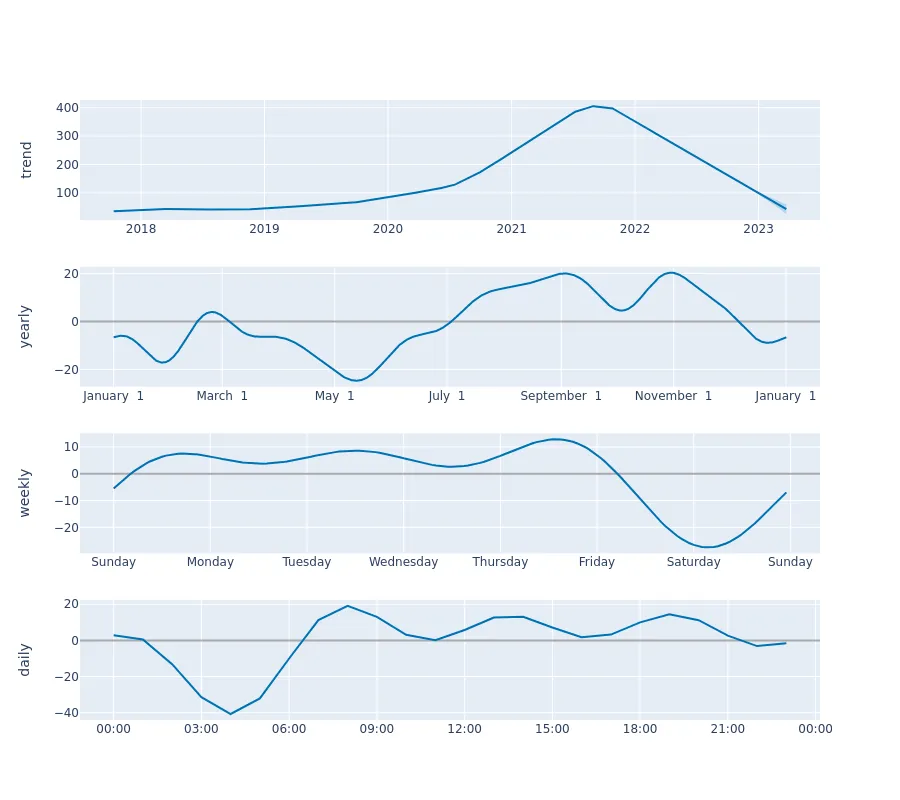 trend
400
300
200
100
2018 2019 2020 2021 2022 2023
yearly
20
0
−20
January 1 March 1 May 1 July 1 September 1 November 1 January 1
weekly
10
0
−10
−20
Sunday Monday Tuesday Wednesday Thursday Friday Saturday Sunday
daily
20
0
−20
−40
00:00 03:00 06:00 09:00 12:00 15:00 18:00 21:00 00:00